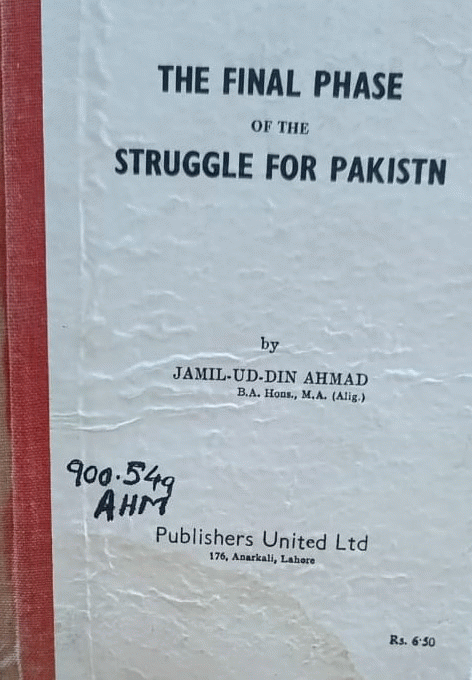 THE FINAL PHASE
OF THE
STRUGGLE FOR PAKISTN
by
JAMIL-UD-DIN AHMAD
B.A. Hons., M.A. (Alig.)
900.549
AHM
Publishers United Ltd
176, Anarkali, Lahore
Rs. 6·50